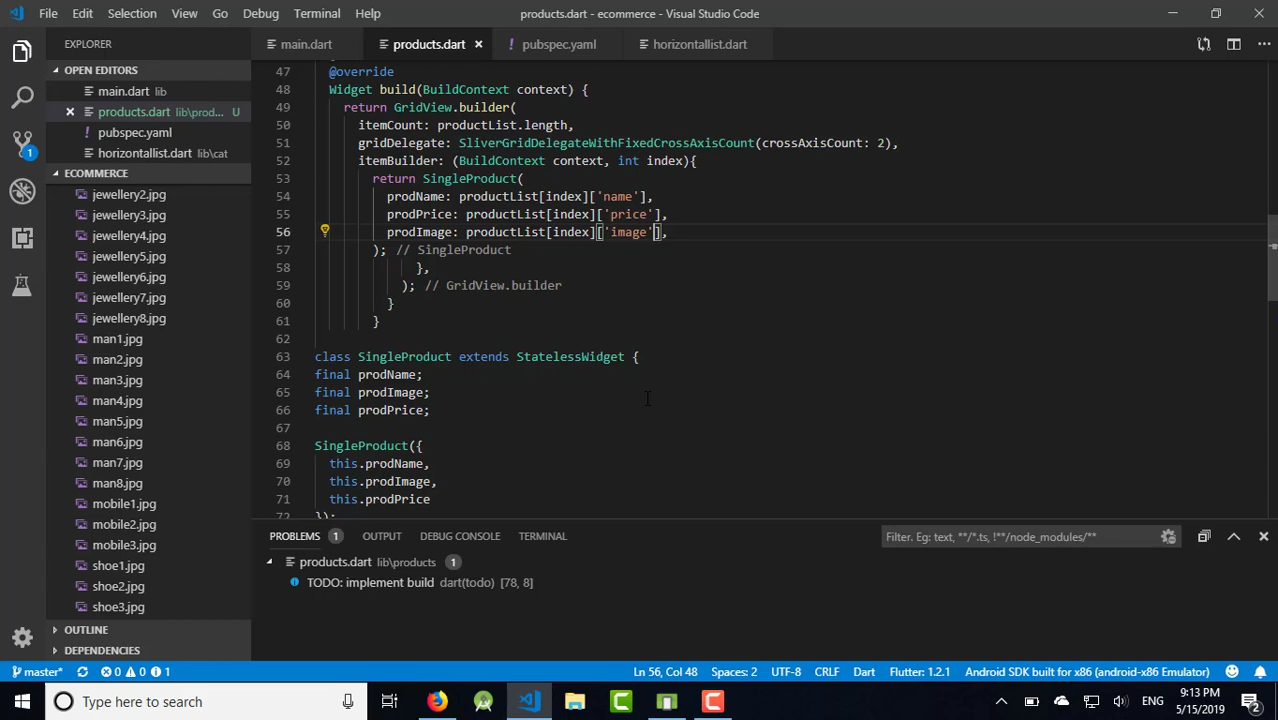 File Edit Selection View Go Debug Terminal Help
products.dart - ecommerce - Visual Studio Code
EXPLORER
OPEN EDITORS
main.dart lib
products.dart lib\prod... U
pubspec.yaml
horizontallist.dart lib\cat
ECOMMERCE
jewellery2.jpg
jewellery3.jpg
jewellery4.jpg
jewellery5.jpg
jewellery6.jpg
jewellery7.jpg
jewellery8.jpg
man1.jpg
man2.jpg
man3.jpg
man4.jpg
man5.jpg
man6.jpg
man7.jpg
man8.jpg
mobile1.jpg
mobile2.jpg
mobile3.jpg
shoe1.jpg
shoe2.jpg
shoe3.jpg
OUTLINE
DEPENDENCIES
1
main.dart products.dart pubspec.yaml horizontallist.dart
47 @override
48 Widget build(BuildContext context) {
49 return GridView.builder(
50 itemCount: productList.length,
51 gridDelegate: SliverGridDelegateWithFixedCrossAxisCount(crossAxisCount: 2),
52 itemBuilder: (BuildContext context, int index){
53 return SingleProduct(
54 prodName: productList[index]['name'],
55 prodPrice: productList[index]['price'],
56 prodImage: productList[index]['image'],
57 ); // SingleProduct
58 },
59 ); // GridView.builder
60 }
61 }
62
63 class SingleProduct extends StatelessWidget {
64 final prodName;
65 final prodImage;
66 final prodPrice;
67
68 SingleProduct({
69 this.prodName,
70 this.prodImage,
71 this.prodPrice
72 });
PROBLEMS 1 OUTPUT DEBUG CONSOLE TERMINAL
Filter. Eg: text, **/*.ts, !**/node_modules/**
products.dart lib\products 1
TODO: implement build dart(todo) [78, 8]
master* 0 0 1
Ln 56, Col 48 Spaces: 2 UTF-8 CRLF Dart Flutter: 1.2.1 Android SDK built for x86 (android-x86 Emulator)
Type here to search
ENG
9:13 PM
5/15/2019
2